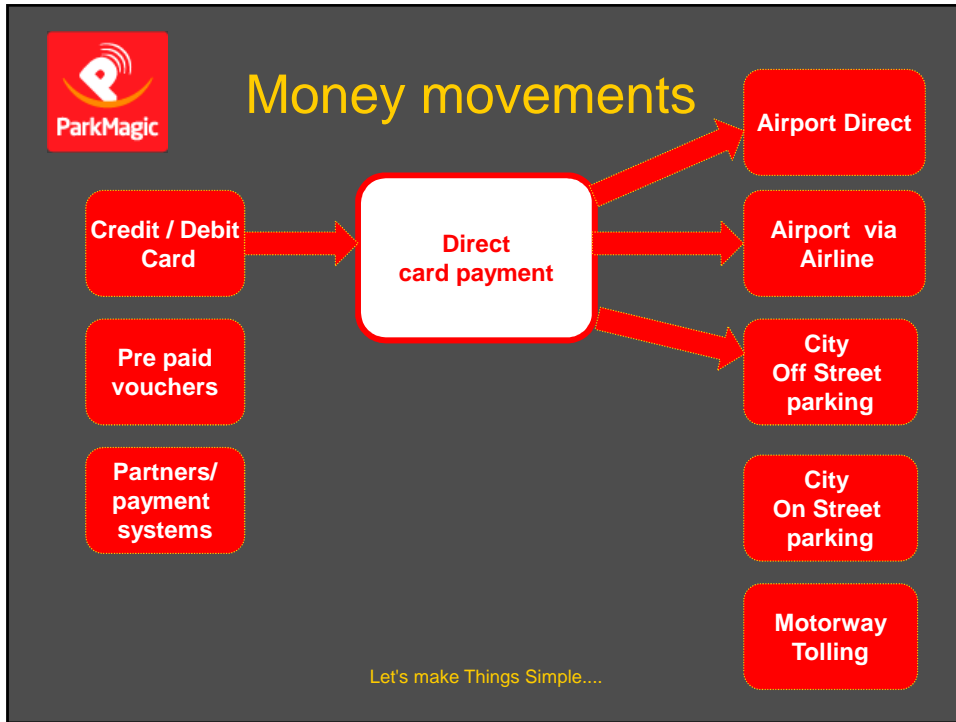 ParkMagic
Money movements
Airport Direct
Credit / Debit
Card
Direct
card payment
Airport via
Airline
Pre paid
vouchers
City
Off Street
parking
Partners/
payment
systems
City
On Street
parking
Motorway
Tolling
Let's make Things Simple....